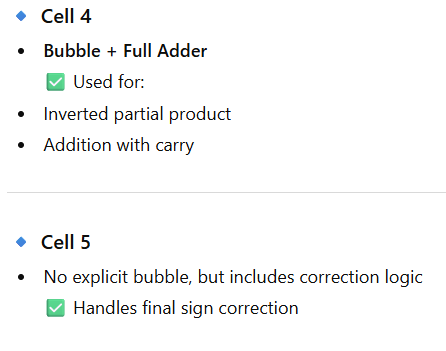 Cell 4
Bubble + Full Adder
Used for:
Inverted partial product
Addition with carry
Cell 5
No explicit bubble, but includes correction logic
Handles final sign correction